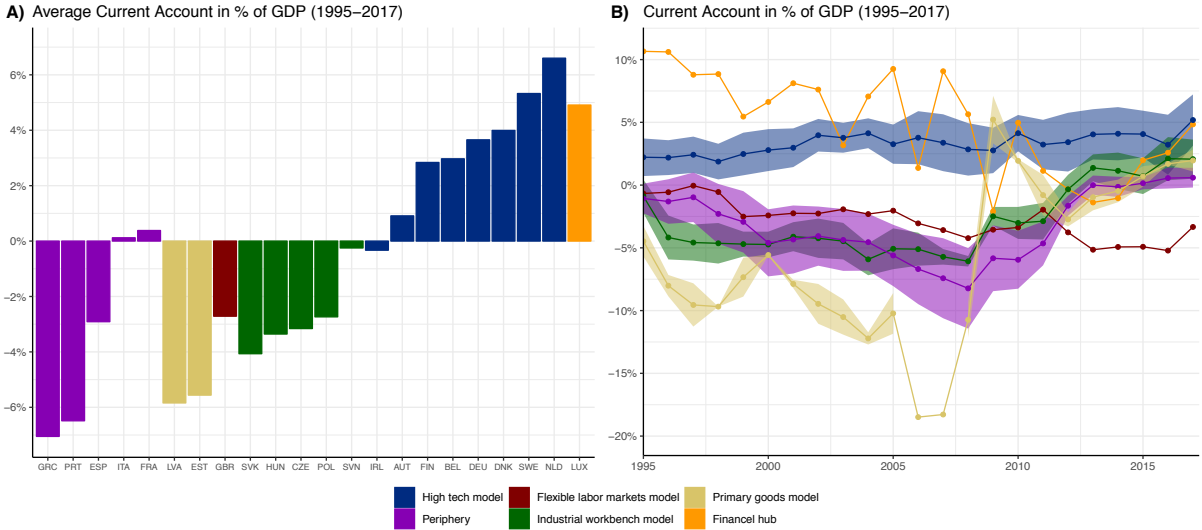 A) Average Current Account in % of GDP (1995−2017)
6%
4%
2%
0%
−2%
−4%
−6%
GRC PRT ESP ITA FRA LVA EST GBR SVK HUN CZE POL SVN IRL AUT FIN BEL DEU DNK SWE NLD LUX
B) Current Account in % of GDP (1995−2017)
10%
5%
0%
−5%
−10%
−15%
−20%
1995 2000 2005 2010 2015
High tech model Flexible labor markets model Primary goods model
Periphery Industrial workbench model Financel hub